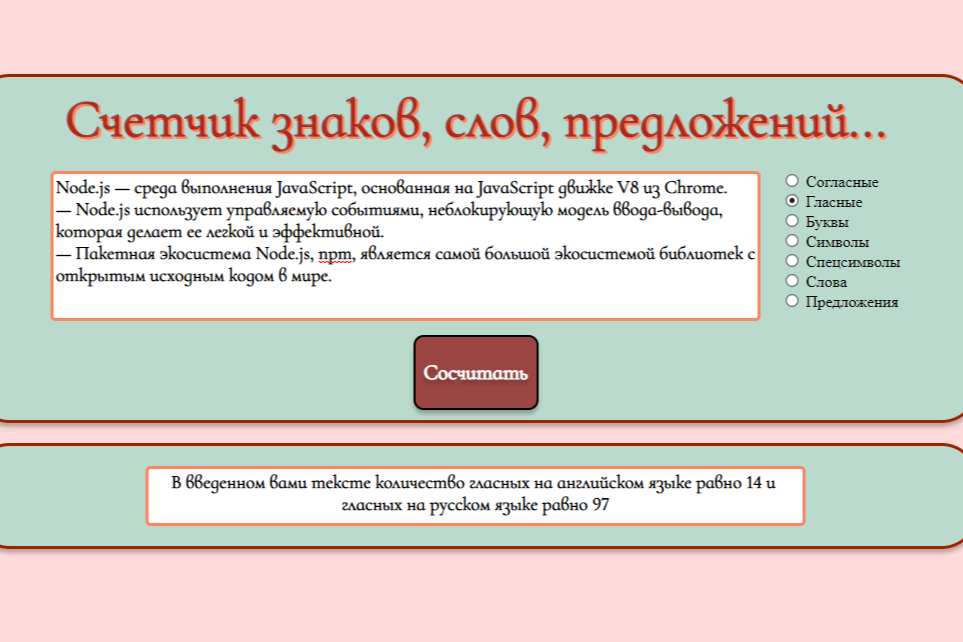 Счетчик знаков, слов, предложений...
Node.js — среда выполнения JavaScript, основанная на JavaScript движке V8 из Chrome.
— Node.js использует управляемую событиями, неблокирующую модель ввода-вывода,
которая делает ее легкой и эффективной.
— Пакетная экосистема Node.js, npm, является самой большой экосистемой библиотек с
открытым исходным кодом в мире.
Согласные
Гласные
Буквы
Символы
Спецсимволы
Слова
Предложения
Сосчитать
В введенном вами тексте количество гласных на английском языке равно 14 и
гласных на русском языке равно 97